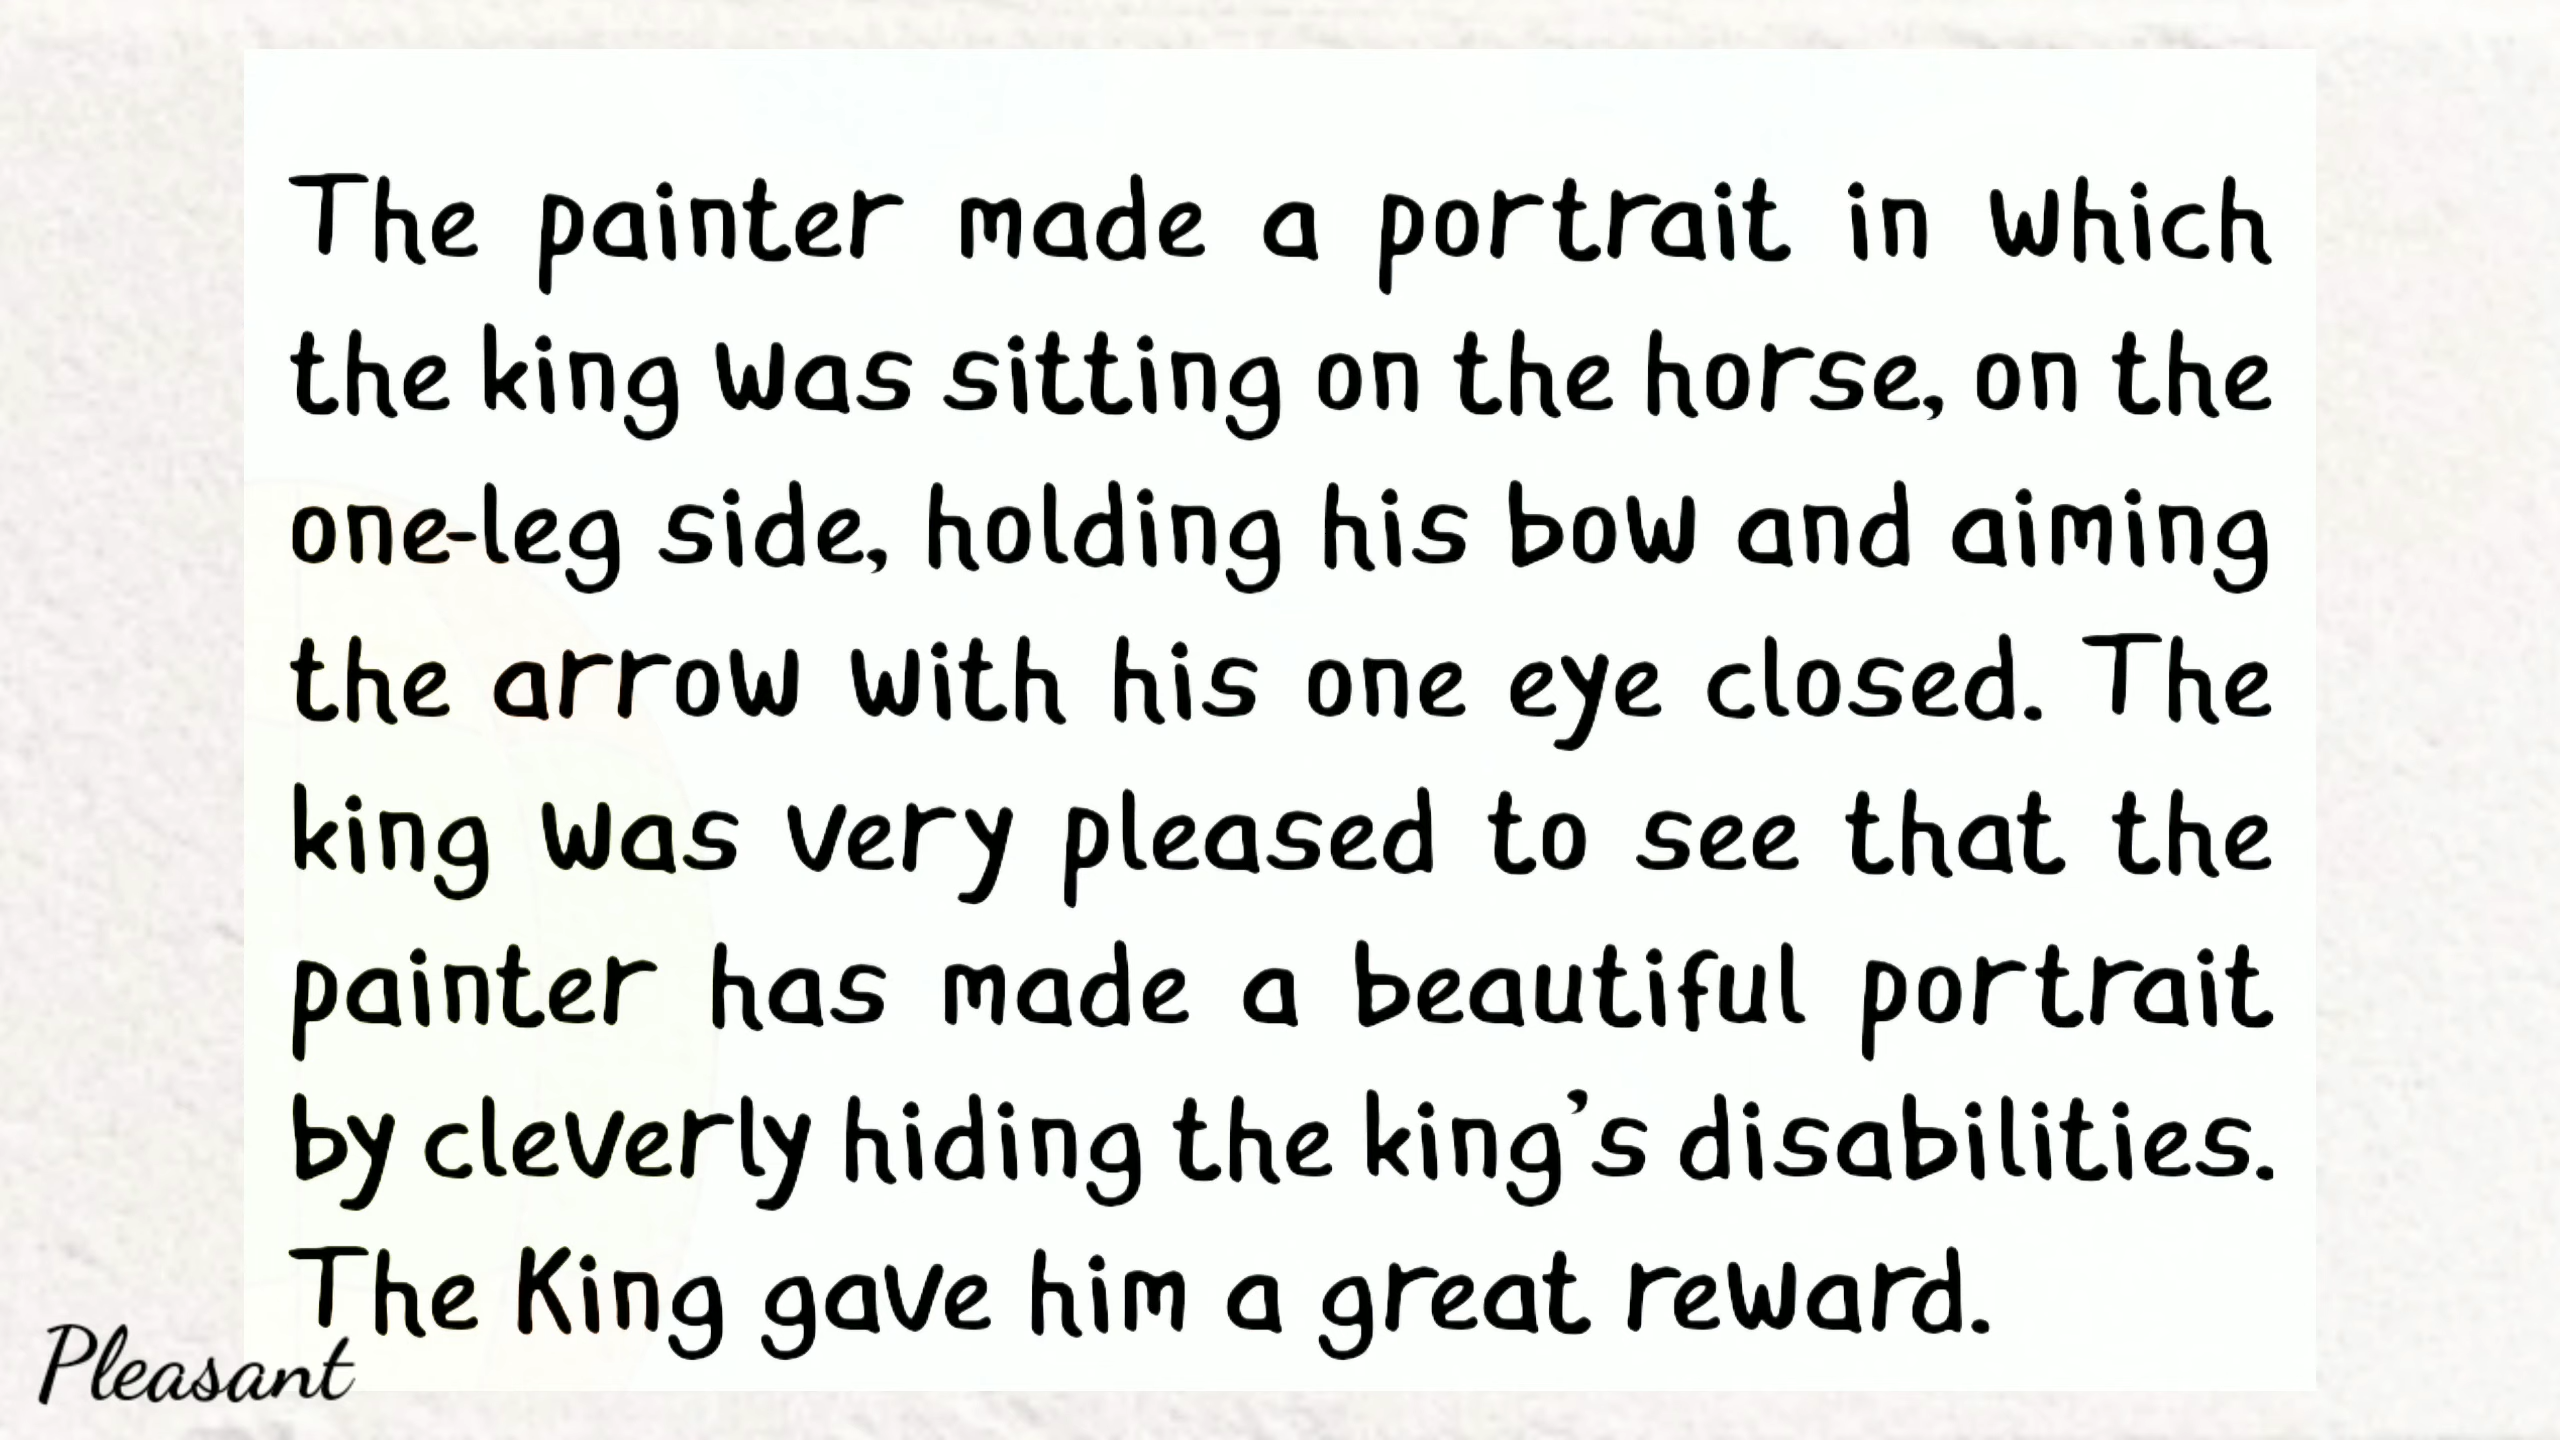 The painter made a portrait in which
the king was sitting on the horse, on the
one-leg side, holding his bow and aiming
the arrow with his one eye closed. The
king was very pleased to see that the
painter has made a beautiful portrait
by cleverly hiding the king's disabilities.
The King gave him a great reward.
Pleasant